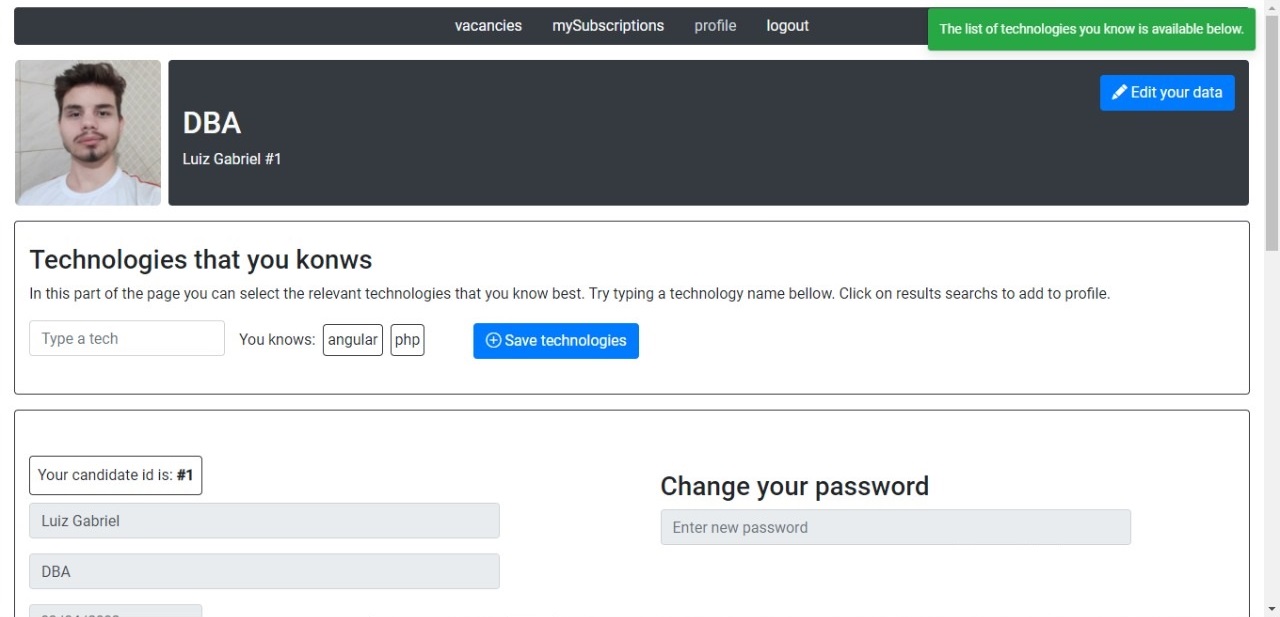 vacancies mySubscriptions profile logout
The list of technologies you know is available below.
Edit your data
DBA
Luiz Gabriel #1
Technologies that you konws
In this part of the page you can select the relevant technologies that you know best. Try typing a technology name bellow. Click on results searchs to add to profile.
Type a tech You knows: angular php Save technologies
Your candidate id is: #1
Luiz Gabriel
DBA
Change your password
Enter new password